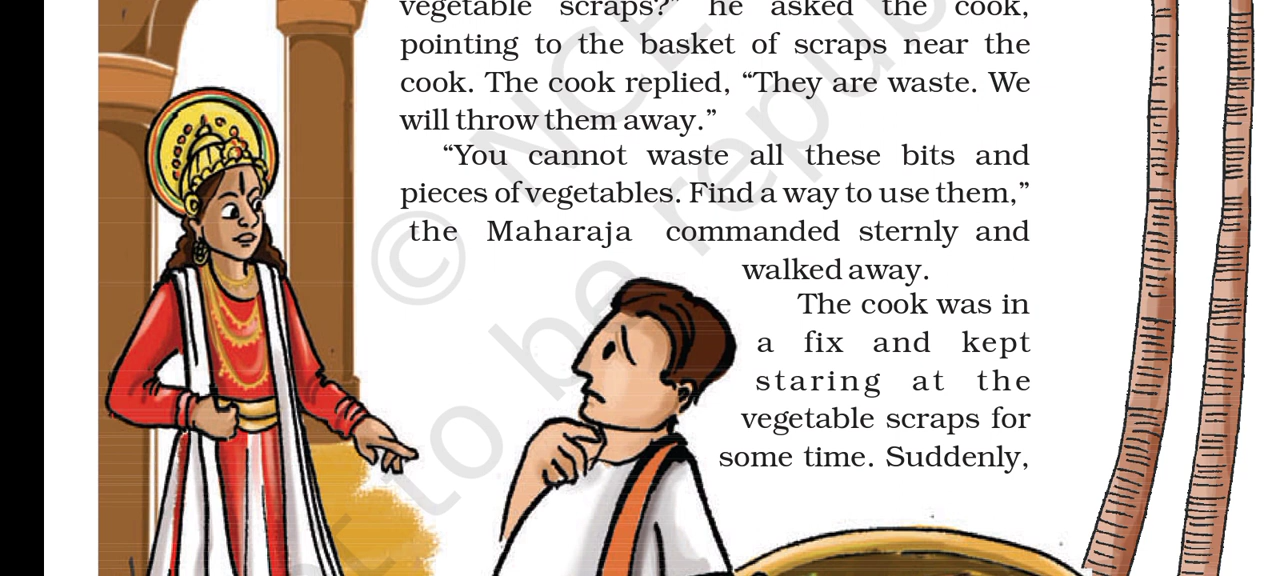 vegetable scraps?” he asked the cook,
pointing to the basket of scraps near the
cook. The cook replied, “They are waste. We
will throw them away.”
“You cannot waste all these bits and
pieces of vegetables. Find a way to use them,”
the Maharaja commanded sternly and
walked away.
The cook was in
a fix and kept
staring at the
vegetable scraps for
some time. Suddenly,